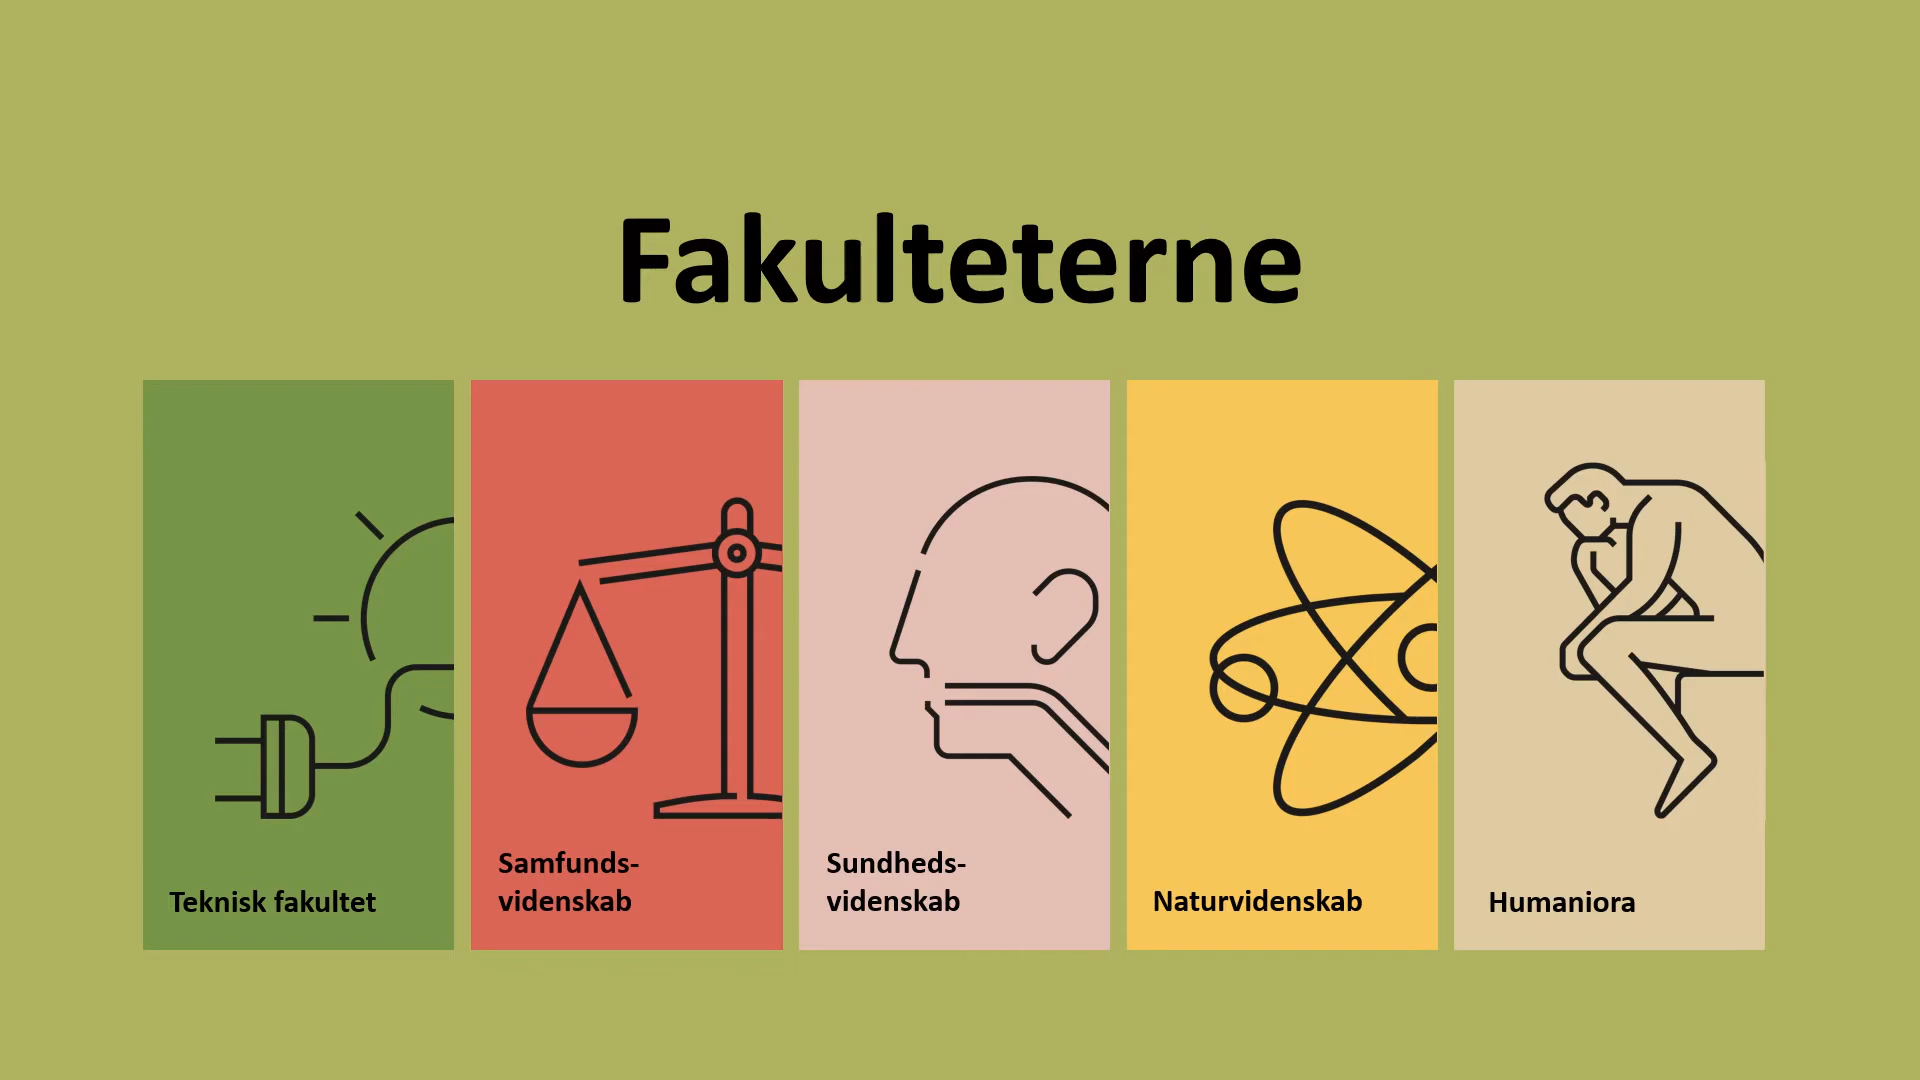 Fakulteterne
Teknisk fakultet
Samfunds-
videnskab
Sundheds-
videnskab
Naturvidenskab
Humaniora